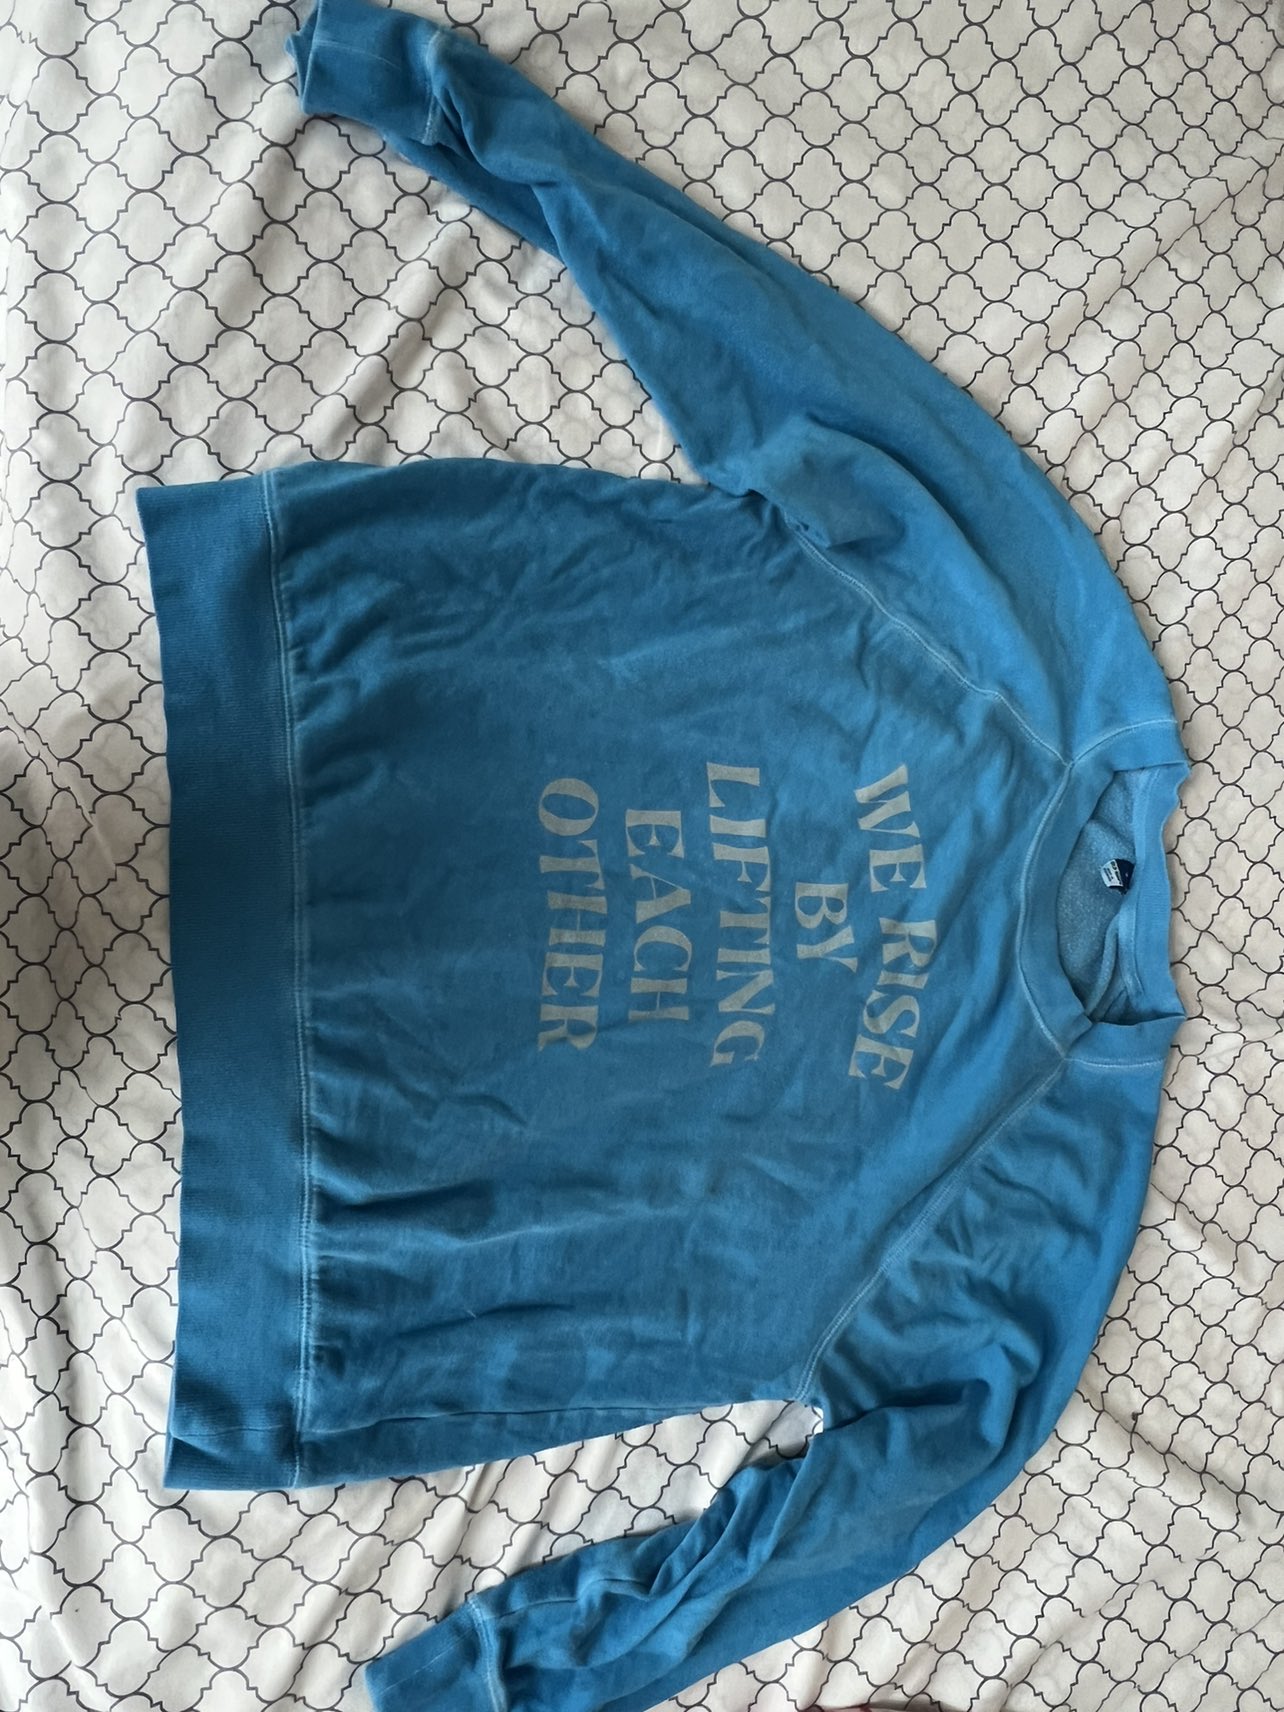 WE RISE
BY
LIFTING
EACH
OTHER